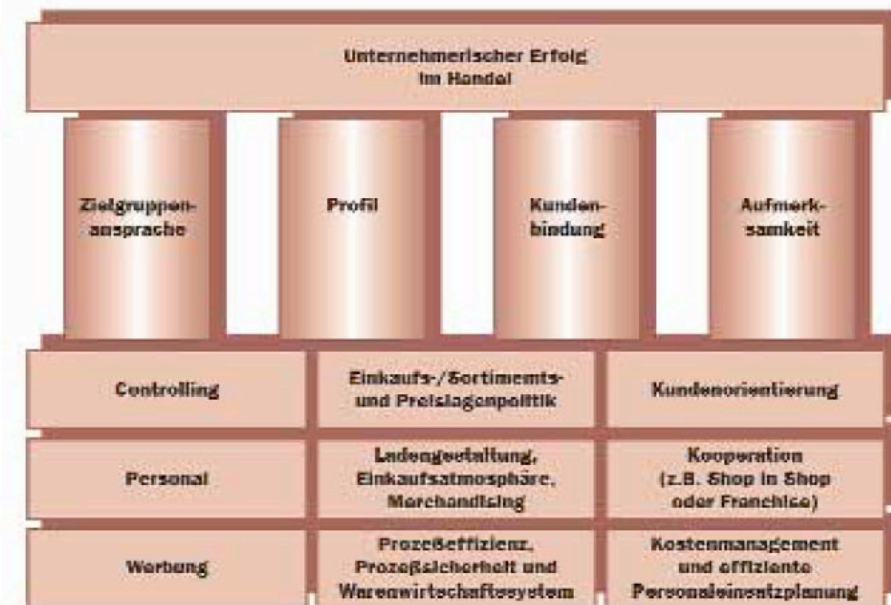 Unternehmerischer Erfolg
im Handel
Zielgruppen-
ansprache
Profil
Kunden-
bindung
Aufmerk-
samkeit
Controlling
Einkaufs-/Sortimemts-
und Preislagenpolitik
Kundenorientierung
Personal
Ladengestaltung,
Einkaufsatmosphäre,
Merchandising
Kooperation
(z.B. Shop in Shop
oder Franchise)
Werbung
Prozeßeffizienz,
Prozeßsicherheit und
Warenwirtschaftssystem
Kostenmanagement
und effiziente
Personaleinsatzplanung